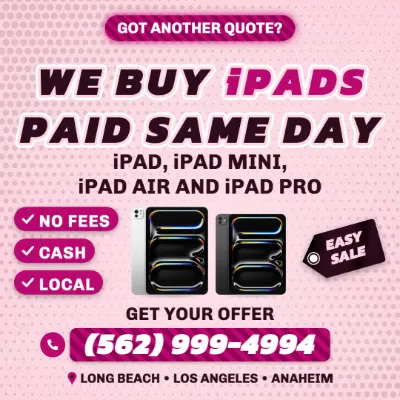 GOT ANOTHER QUOTE?
WE BUY iPADS
PAID SAME DAY
iPAD, iPAD MINI,
iPAD AIR AND iPAD PRO
NO FEES
CASH
LOCAL
EASY
SALE
GET YOUR OFFER
(562) 999-4994
LONG BEACH • LOS ANGELES • ANAHEIM